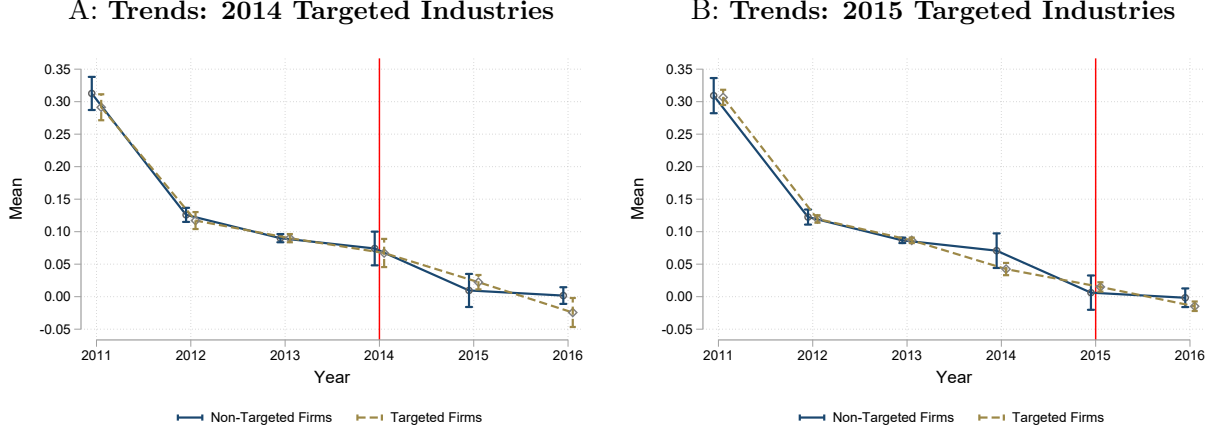 A: Trends: 2014 Targeted Industries
0.35
0.30
0.25
0.20
0.15
0.10
0.05
0.00
-0.05
Mean
2011 2012 2013 2014 2015 2016
Year
Non-Targeted Firms Targeted Firms
B: Trends: 2015 Targeted Industries
0.35
0.30
0.25
0.20
0.15
0.10
0.05
0.00
-0.05
Mean
2011 2012 2013 2014 2015 2016
Year
Non-Targeted Firms Targeted Firms